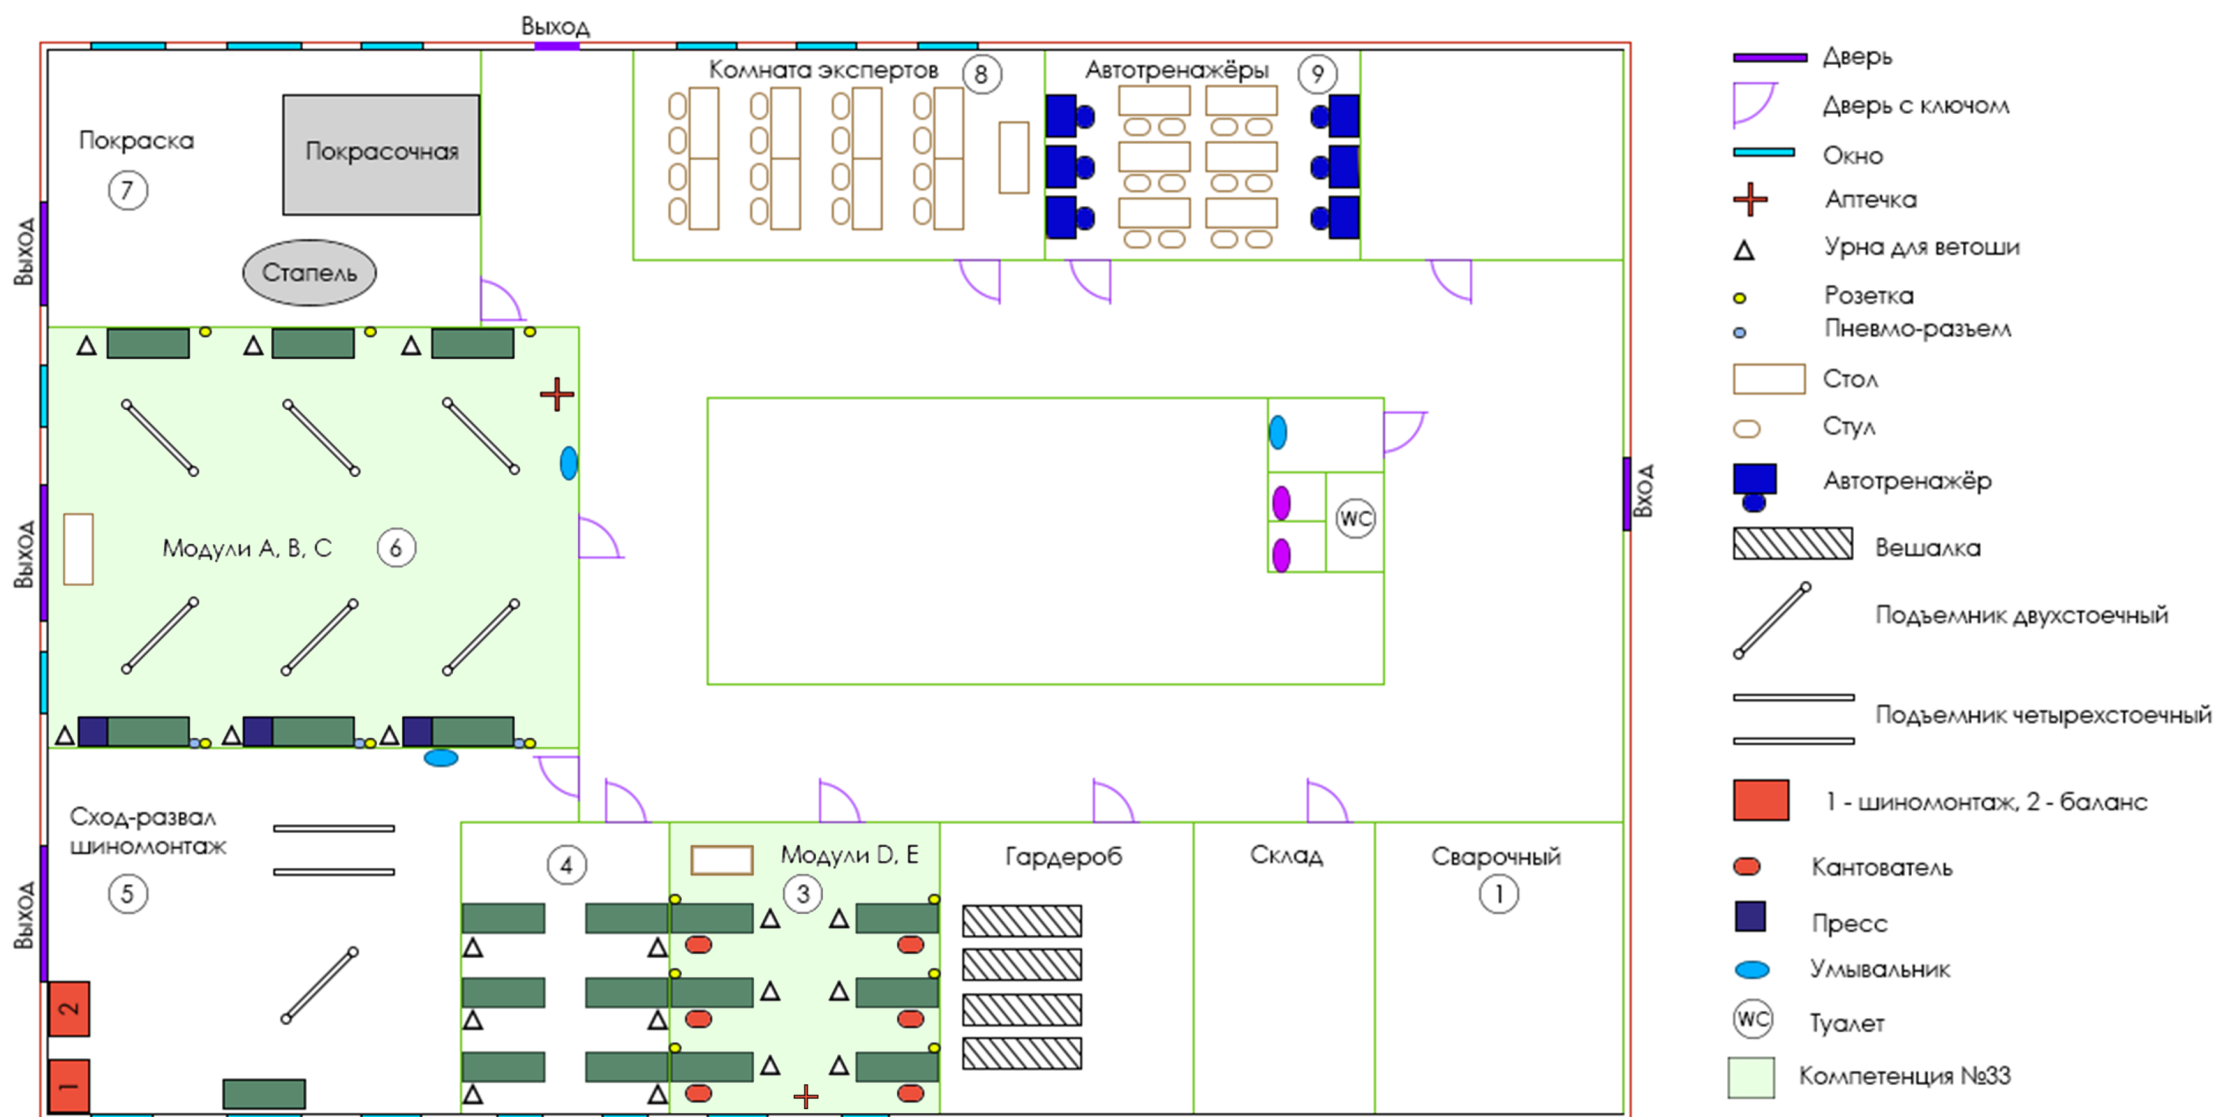 Выход
Комната экспертов
8
Автотренажёры
9
Покраска
7
Покрасочная
Стапель
Выход
Модули A, B, C
6
Выход
WC
Вход
Сход-развал
шиномонтаж
5
Выход
2
1
4
Модули D, E
3
Гардероб
Склад
Сварочный
1
Дверь
Дверь с ключом
Окно
Аптечка
Урна для ветоши
Розетка
Пневмо-разъем
Стол
Стул
Автотренажёр
Вешалка
Подъемник двухстоечный
Подъемник четырехстоечный
1 - шиномонтаж, 2 - баланс
Кантователь
Пресс
Умывальник
WC
Туалет
Компетенция №33